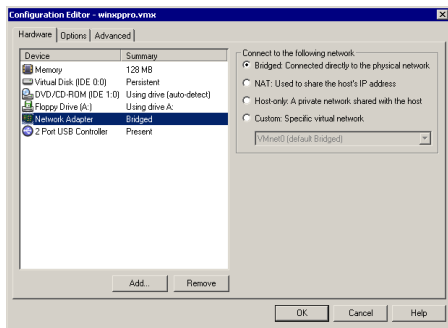 Configuration Editor - winxppro.vmx
Hardware Options Advanced
Device Summary
Memory 128 MB
Virtual Disk (IDE 0:0) Persistent
DVD/CD-ROM (IDE 1:0) Using drive (auto-detect)
Floppy Drive (A:) Using drive A:
Network Adapter Bridged
2 Port USB Controller Present
Connect to the following network
Bridged: Connected directly to the physical network
NAT: Used to share the host's IP address
Host-only: A private network shared with the host
Custom: Specific virtual network
VMnet0 (default Bridged)
Add... Remove
OK Cancel Help